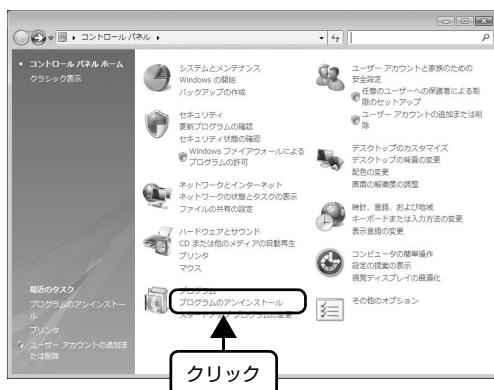 コントロール パネル
コントロール パネル ホーム
クラシック表示
システムとメンテナンス
Windows の開始
バックアップの作成
セキュリティ
更新プログラムの確認
セキュリティ状態の確認
Windows ファイアウォールによる
プログラムの許可
ネットワークとインターネット
ネットワークの状態とタスクの表示
ファイルの共有の設定
ハードウェアとサウンド
CD または他のメディアの自動再生
プリンタ
マウス
プログラム
プログラムのアンインストール
スタートアップ プログラムの変更
ユーザー アカウントと家族のための
安全設定
任意のユーザーへの保護者による制
限のセットアップ
ユーザー アカウントの追加または削
除
デスクトップのカスタマイズ
デスクトップの背景の変更
配色の変更
画面の解像度の調整
時計、言語、および地域
キーボードまたは入力方法の変更
表示言語の変更
コンピュータの簡単操作
設定の提案の表示
視覚ディスプレイの最適化
その他のオプション
最近のタスク
プログラムのアンインストー
ル
プリンタ
ユーザー アカウントの追加ま
たは削除
クリック